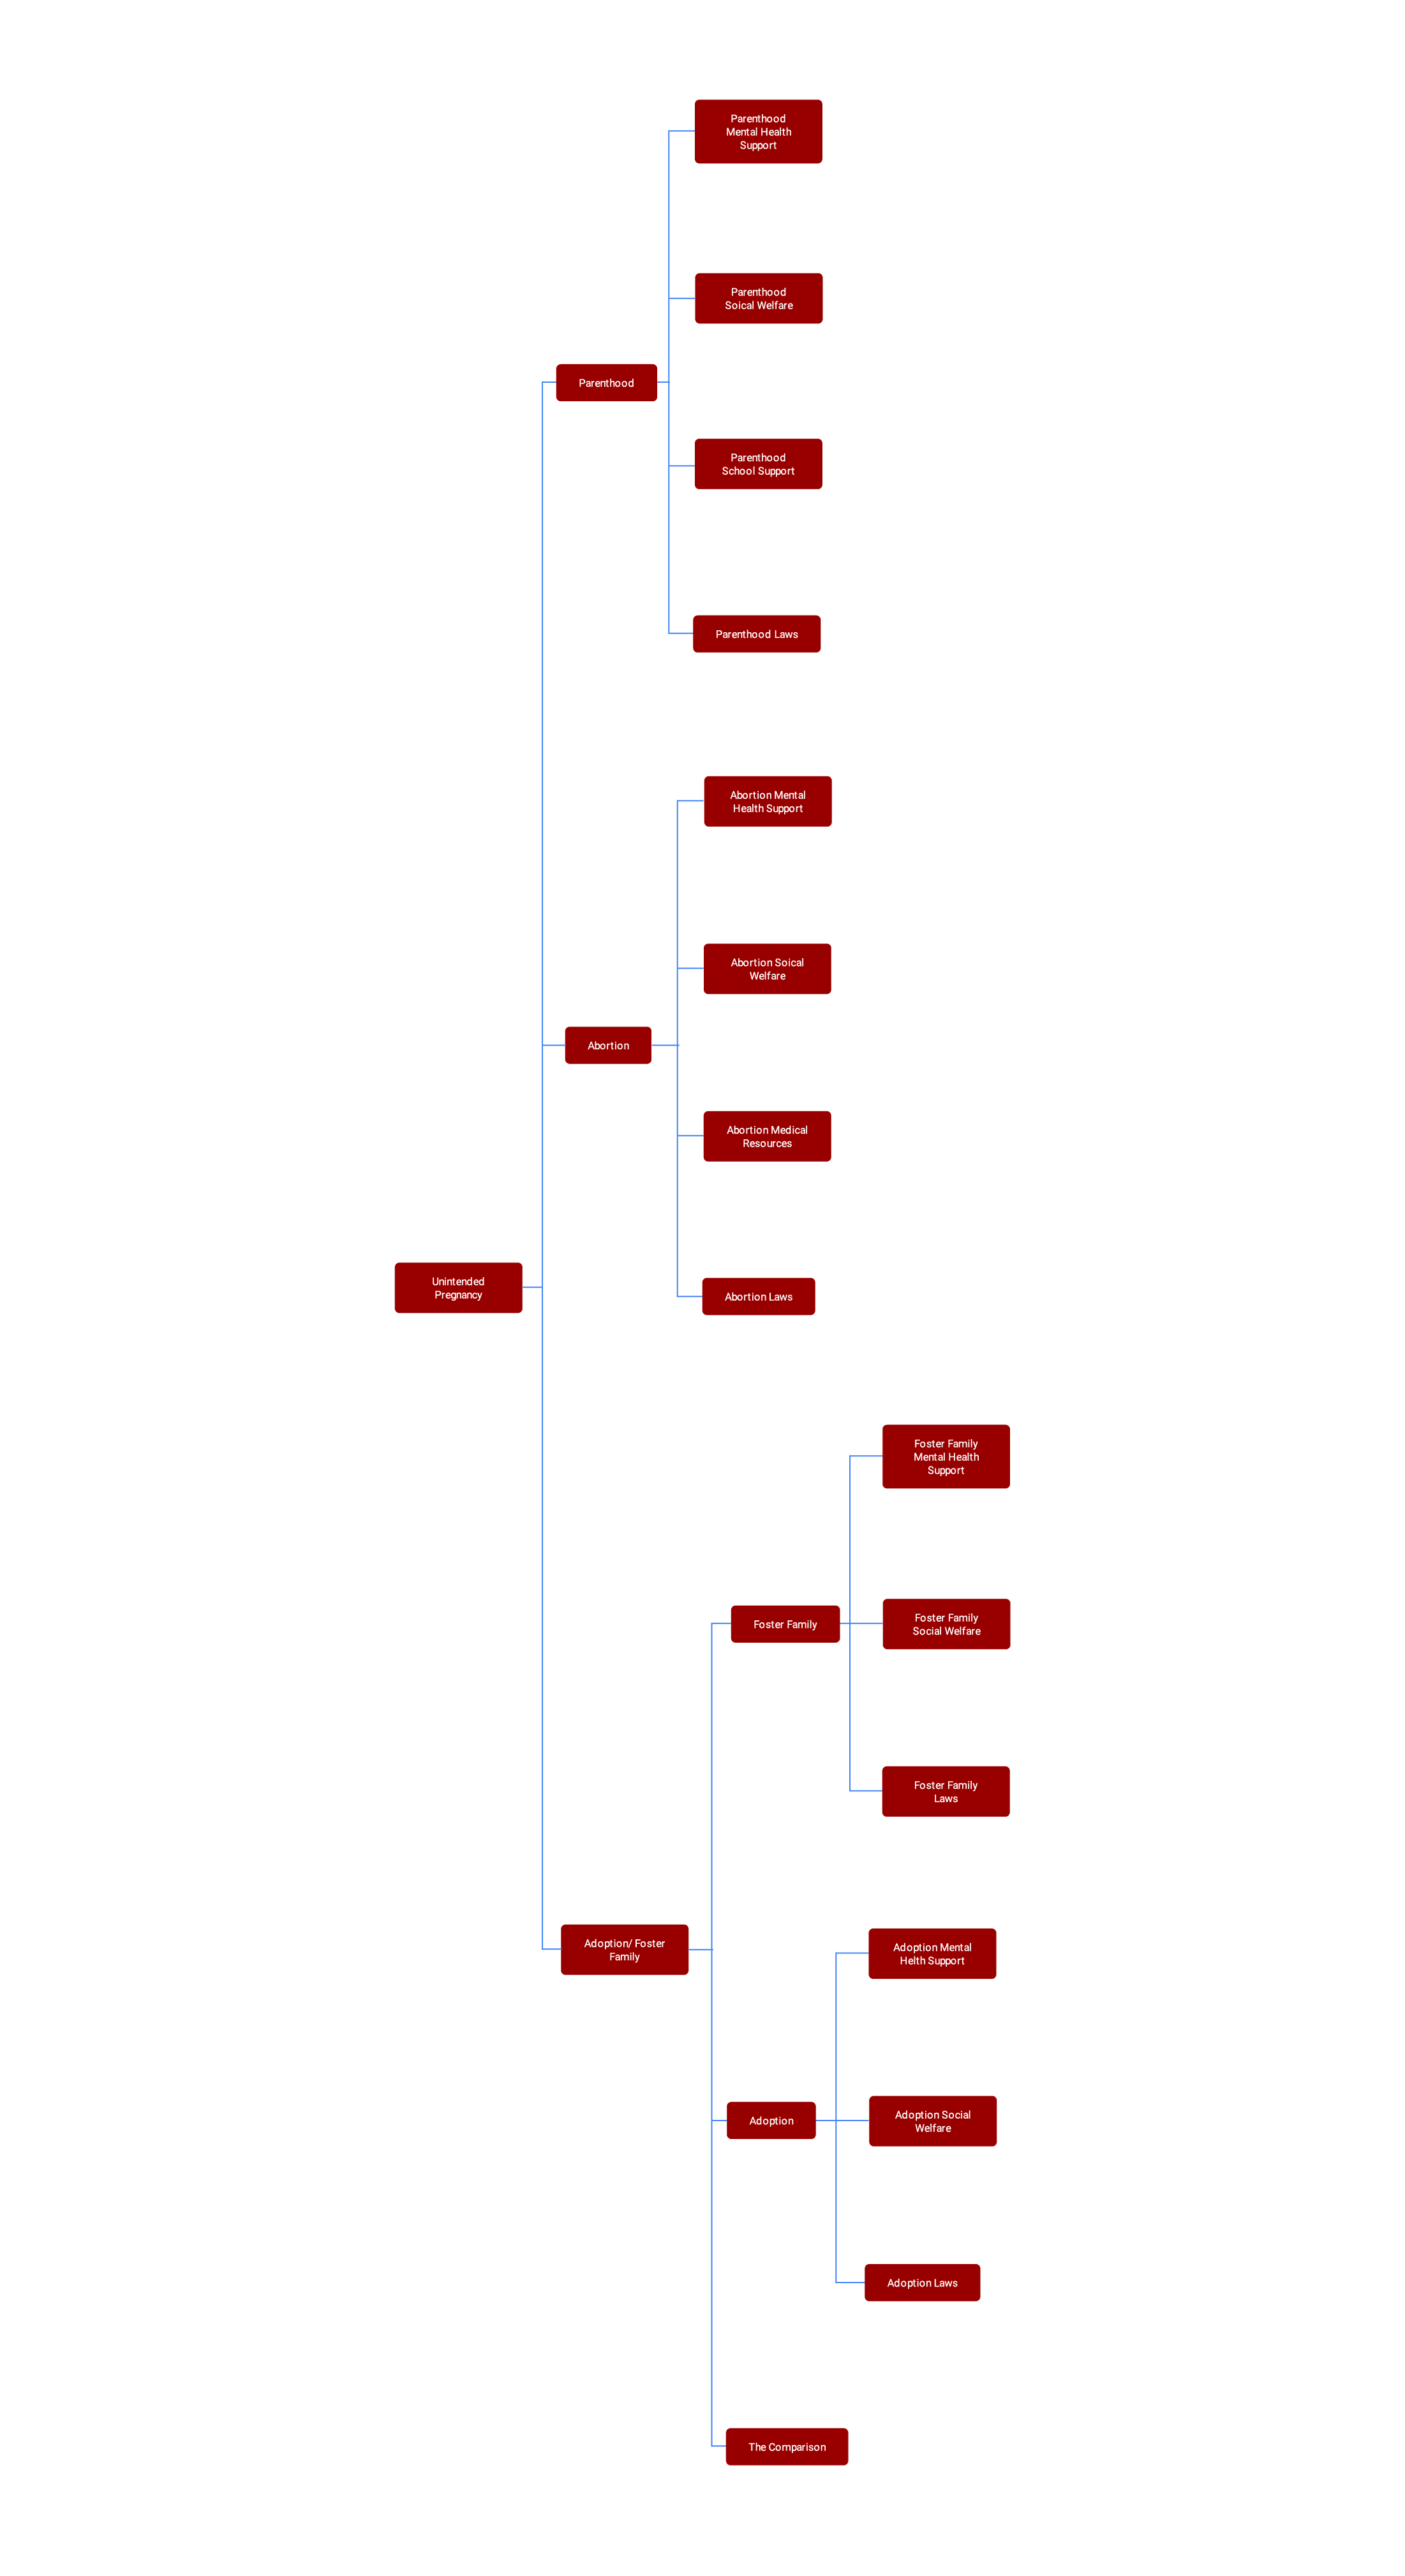 Parenthood
Mental Health
Support
Parenthood
Soical Welfare
Parenthood
Parenthood
School Support
Parenthood Laws
Abortion Mental
Health Support
Abortion Soical
Welfare
Abortion
Abortion Medical
Resources
Unintended
Pregnancy
Abortion Laws
Foster Family
Mental Health
Support
Foster Family
Foster Family
Social Welfare
Foster Family
Laws
Adoption/ Foster
Family
Adoption Mental
Helth Support
Adoption
Adoption Social
Welfare
Adoption Laws
The Comparison